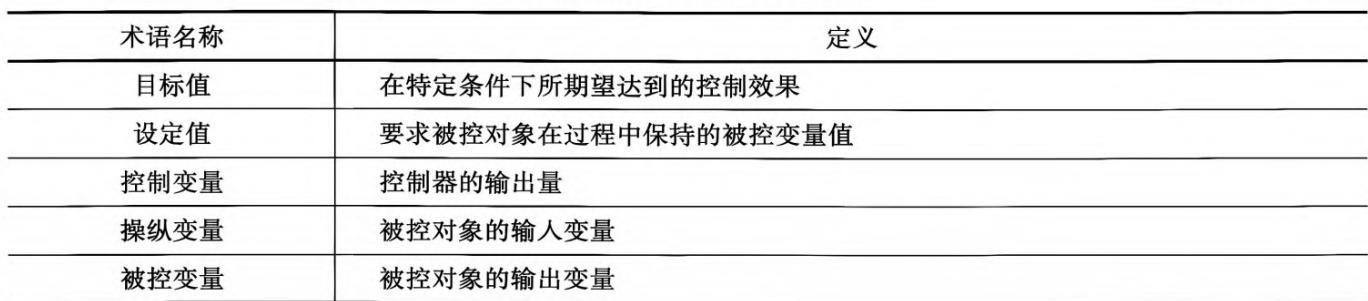 术语名称 定义
目标值 在特定条件下所期望达到的控制效果
设定值 要求被控对象在过程中保持的被控变量值
控制变量 控制器的输出量
操纵变量 被控对象的输人变量
被控变量 被控对象的输出变量